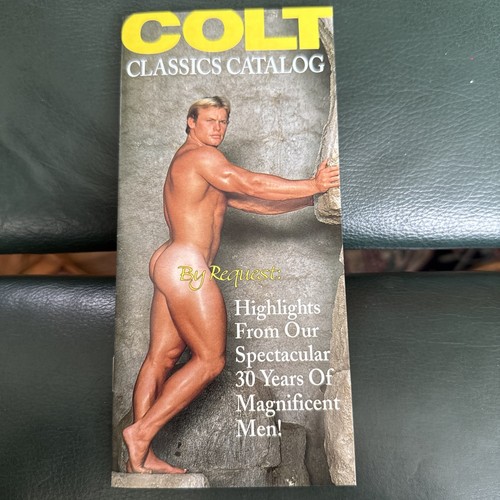 COLT
CLASSICS CATALOG
By Request:
Highlights
From Our
Spectacular
30 Years Of
Magnificent
Men!